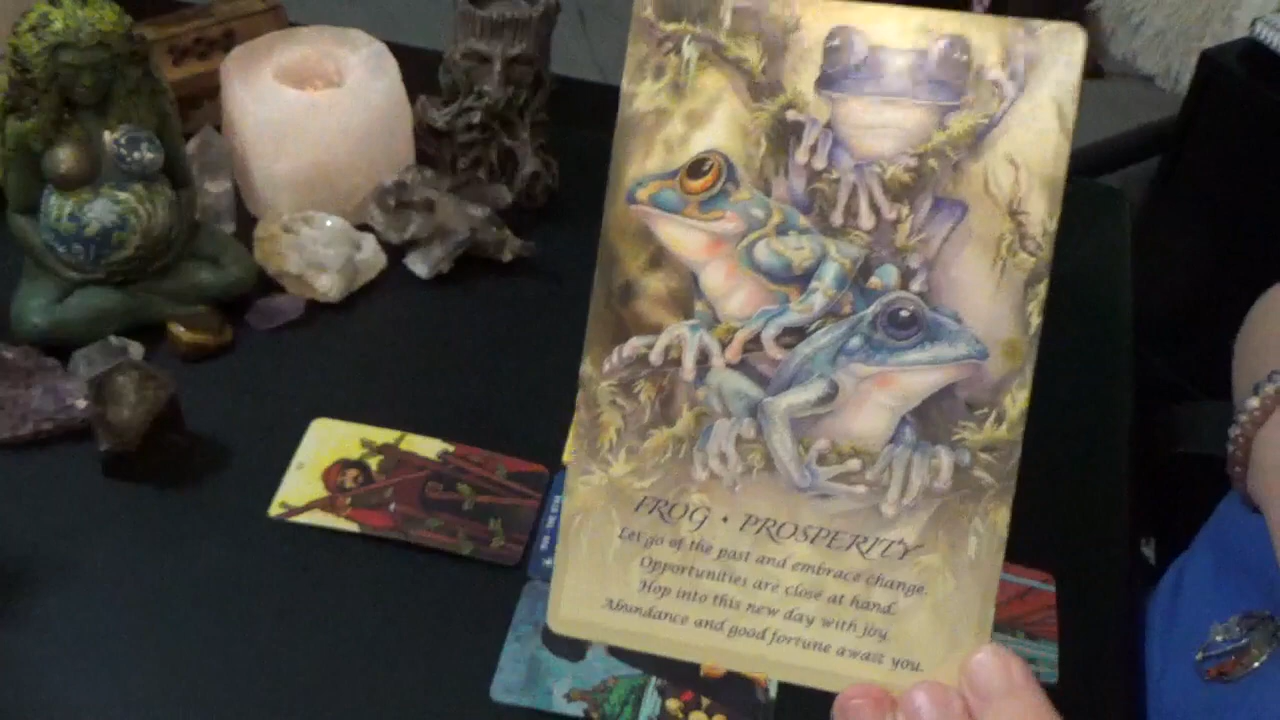 FROG • PROSPERITY
Let go of the past and embrace change.
Opportunities are close at hand.
Hop into this new day with joy
Abundance and good fortune await you.